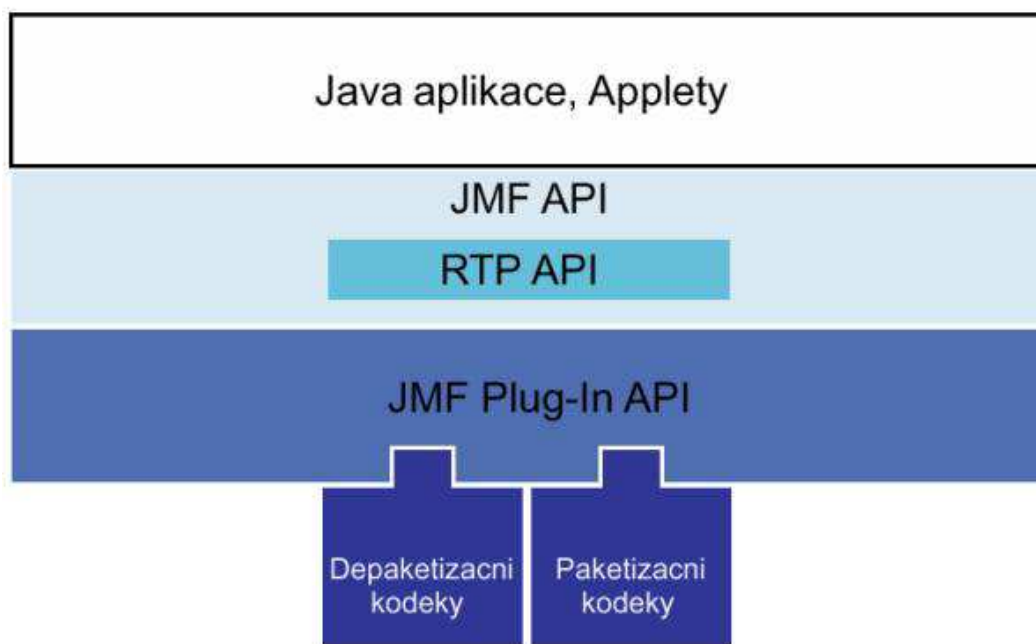 Java aplikace, Applety
JMF API
RTP API
JMF Plug-In API
Depaketizacni
kodeky
Paketizacni
kodeky